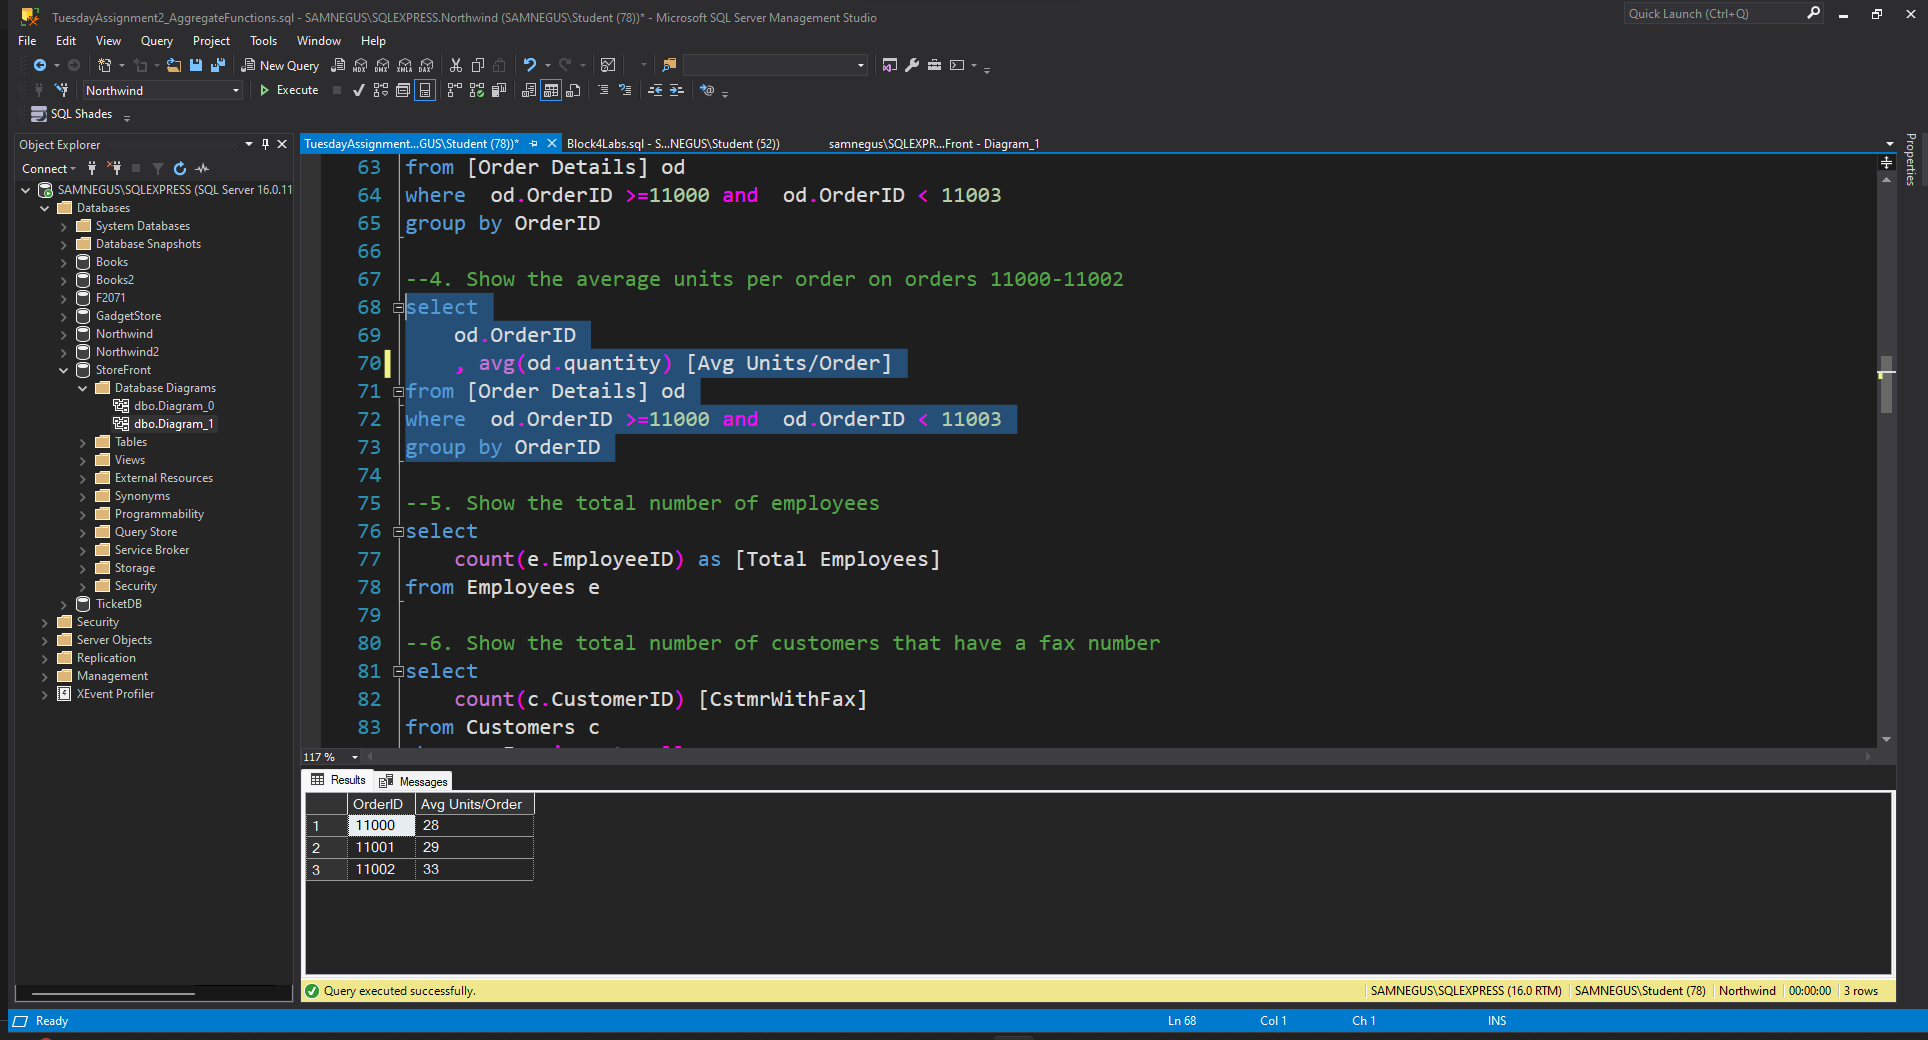 TuesdayAssignment2_AggregateFunctions.sql - SAMNEGUS\SQLEXPRESS.Northwind (SAMNEGUS\Student (78))* - Microsoft SQL Server Management Studio
Quick Launch (Ctrl+Q)
File Edit View Query Project Tools Window Help
New Query
MDX DMX XMLA DAX
Northwind
Execute
SQL Shades
Object Explorer
Connect
SAMNEGUS\SQLEXPRESS (SQL Server 16.0.11
Databases
System Databases
Database Snapshots
Books
Books2
F2071
GadgetStore
Northwind
Northwind2
StoreFront
Database Diagrams
dbo.Diagram_0
dbo.Diagram_1
Tables
Views
External Resources
Synonyms
Programmability
Query Store
Service Broker
Storage
Security
TicketDB
Security
Server Objects
Replication
Management
XEvent Profiler
TuesdayAssignment...GUS\Student (78))*
Block4Labs.sql - S...NEGUS\Student (52))
samnegus\SQLEXPR...Front - Diagram_1
Properties
63 from [Order Details] od
64 where  od.OrderID >=11000 and  od.OrderID < 11003
65 group by OrderID
66
67 --4. Show the average units per order on orders 11000-11002
68 select
69     od.OrderID
70     , avg(od.quantity) [Avg Units/Order]
71 from [Order Details] od
72 where  od.OrderID >=11000 and  od.OrderID < 11003
73 group by OrderID
74
75 --5. Show the total number of employees
76 select
77     count(e.EmployeeID) as [Total Employees]
78 from Employees e
79
80 --6. Show the total number of customers that have a fax number
81 select
82     count(c.CustomerID) [CstmrWithFax]
83 from Customers c
117 %
Results Messages
OrderID Avg Units/Order
1 11000 28
2 11001 29
3 11002 33
Query executed successfully.
SAMNEGUS\SQLEXPRESS (16.0 RTM) SAMNEGUS\Student (78) Northwind 00:00:00 3 rows
Ready
Ln 68 Col 1 Ch 1 INS